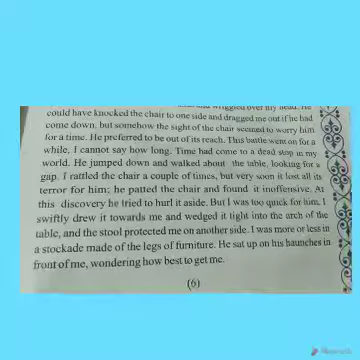 wriggled over my head. He
could have knocked the chair to one side and dragged me out if he had
come down, but somehow the sight of the chair seemed to worry him
for a time. He preferred to be out of its reach. This battle went on for a
while, I cannot say how long. Time had come to a dead stop in my
world. He jumped down and walked about the table, looking for a
gap. I rattled the chair a couple of times, but very soon it lost all its
terror for him; he patted the chair and found it inoffensive. At
this discovery he tried to hurl it aside. But I was too quick for him. I
swiftly drew it towards me and wedged it tight into the arch of the
table, and the stool protected me on another side. I was more or less in
a stockade made of the legs of furniture. He sat up on his haunches in
front of me, wondering how best to get me.
(6)